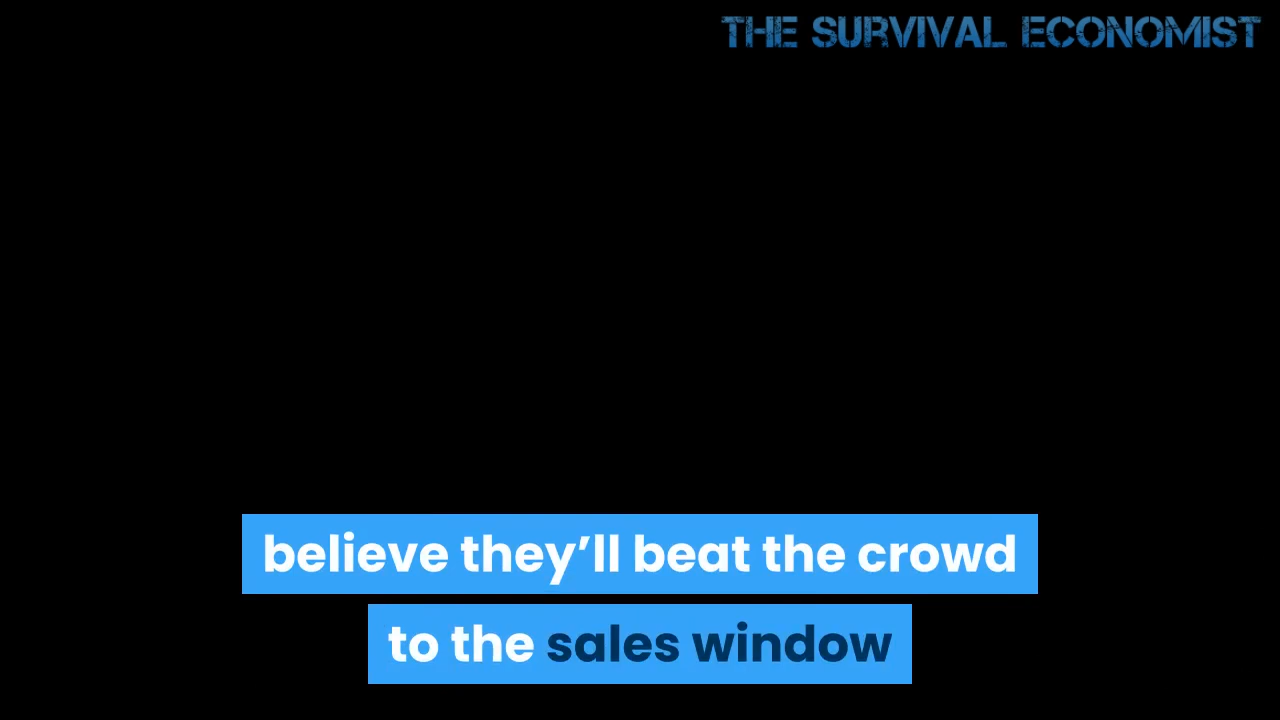 THE SURVIVAL ECONOMIST
believe they’ll beat the crowd
to the sales window